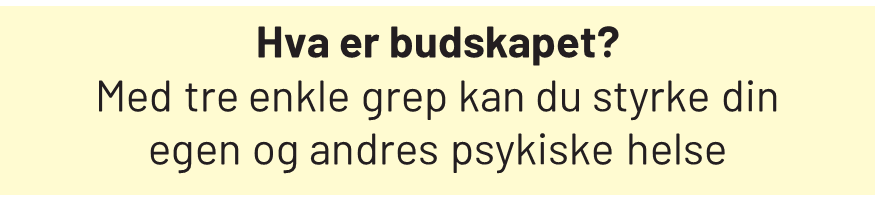 Hva er budskapet?
Med tre enkle grep kan du styrke din
egen og andres psykiske helse